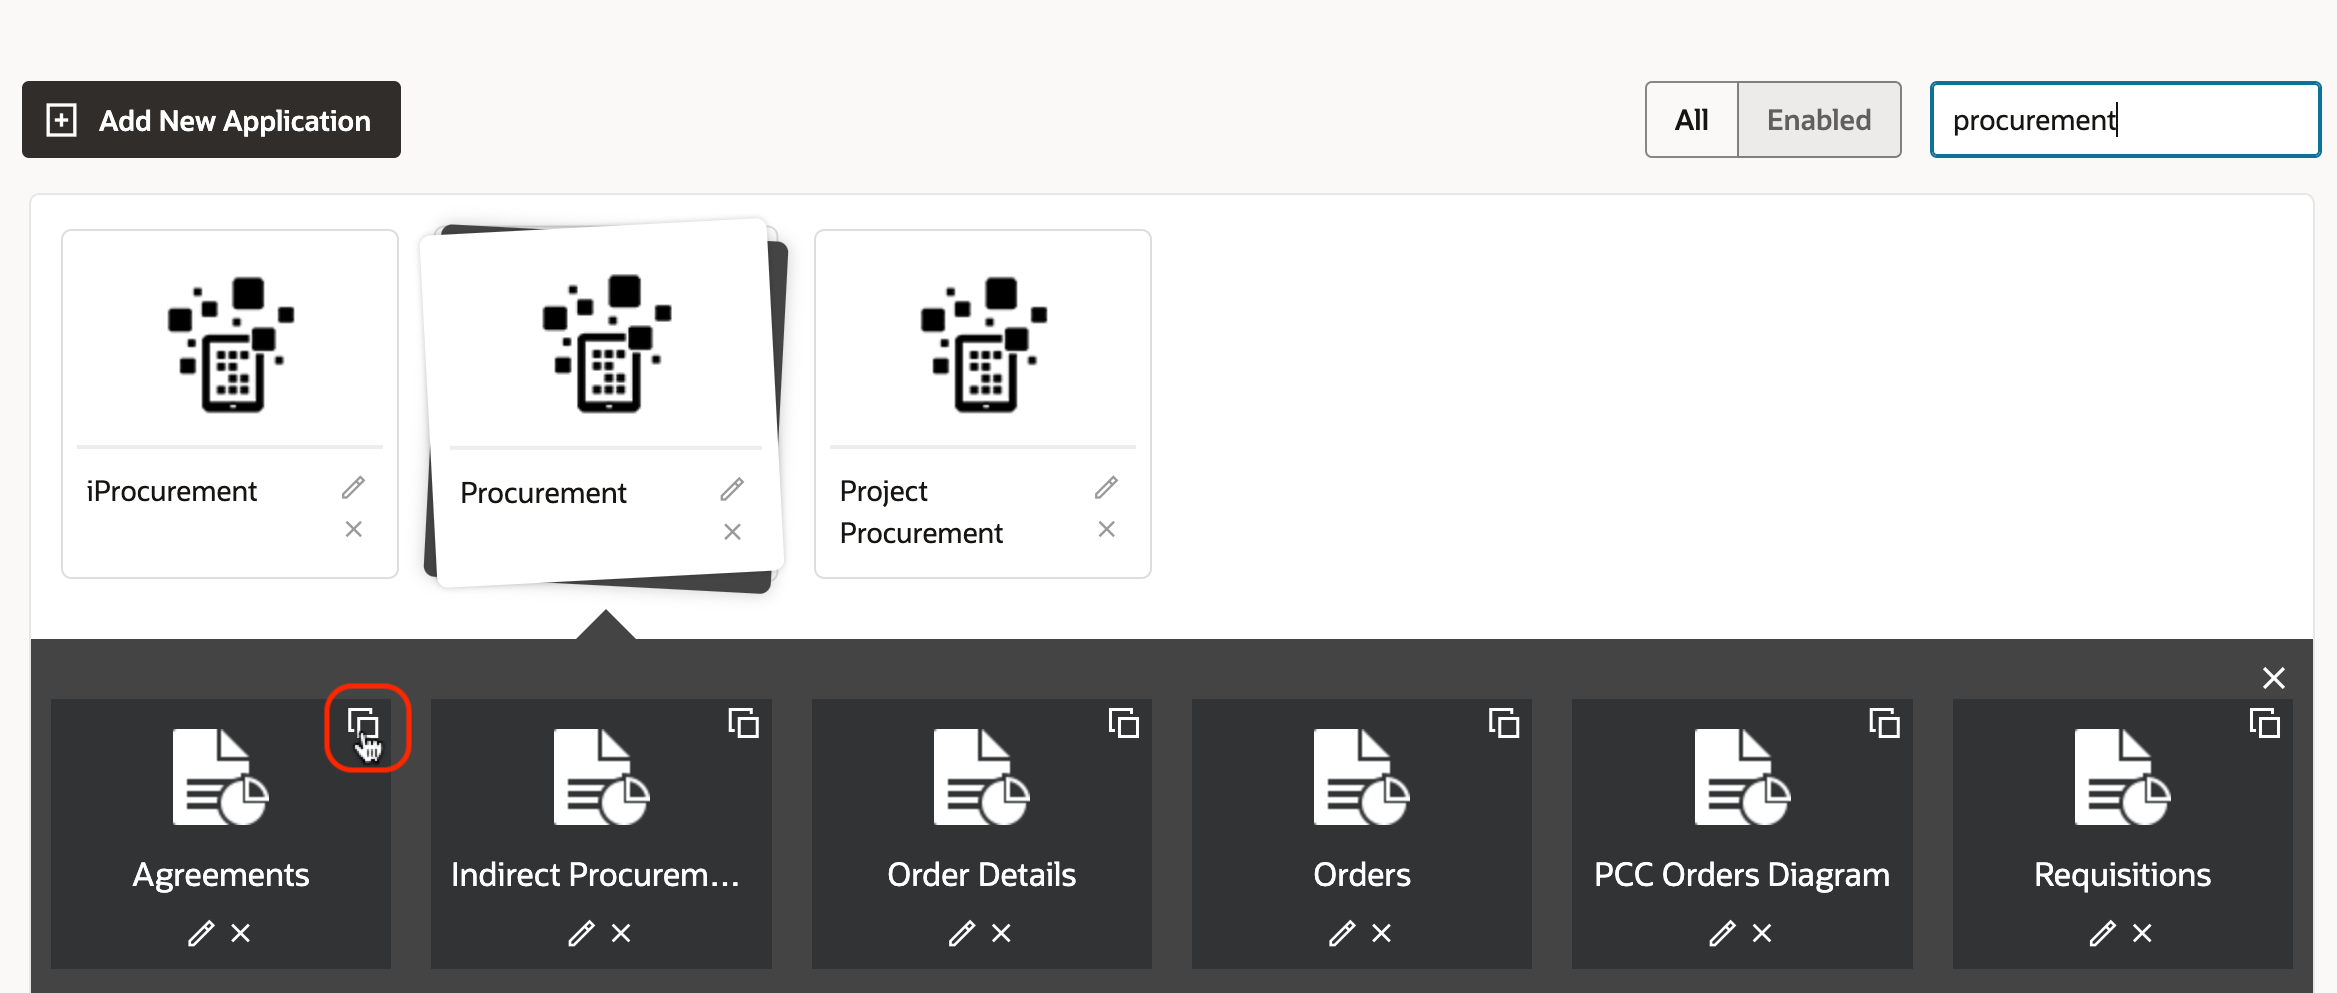 Add New Application
All
Enabled
procurement
iProcurement
Procurement
Project
Procurement
Agreements
Indirect Procurem...
Order Details
Orders
PCC Orders Diagram
Requisitions